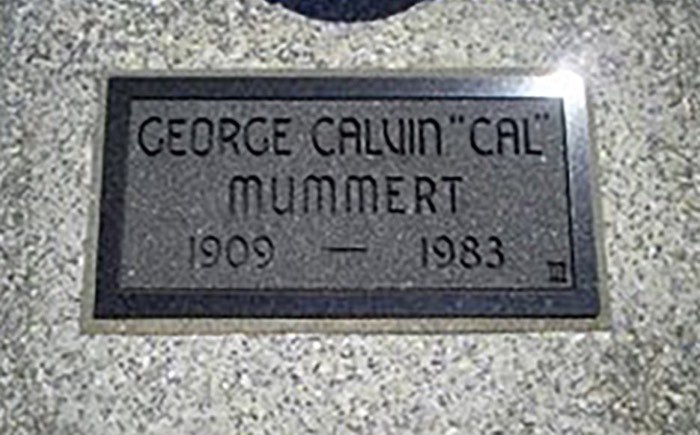 GEORGE CALVIN "CAL"
MUMMERT
1909 — 1983